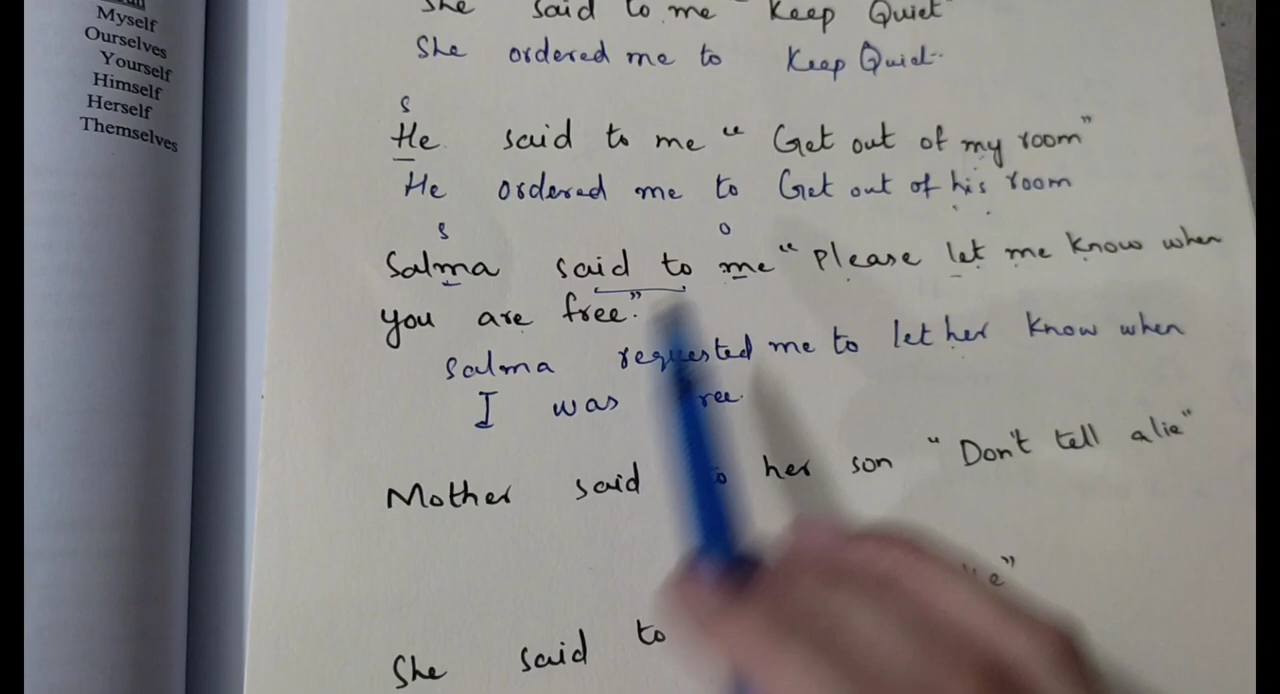 Myself
Ourselves
Yourself
Himself
Herself
Themselves
She said to me " Keep Quiet
She ordered me to Keep Quiet.
S
He said to me " Get out of my room"
He ordered me to Get out of his room
S O
Salma said to me " Please let me know when
you are free."
Salma requested me to let her know when
I was
Mother said her son " Don't tell a lie"
She said to